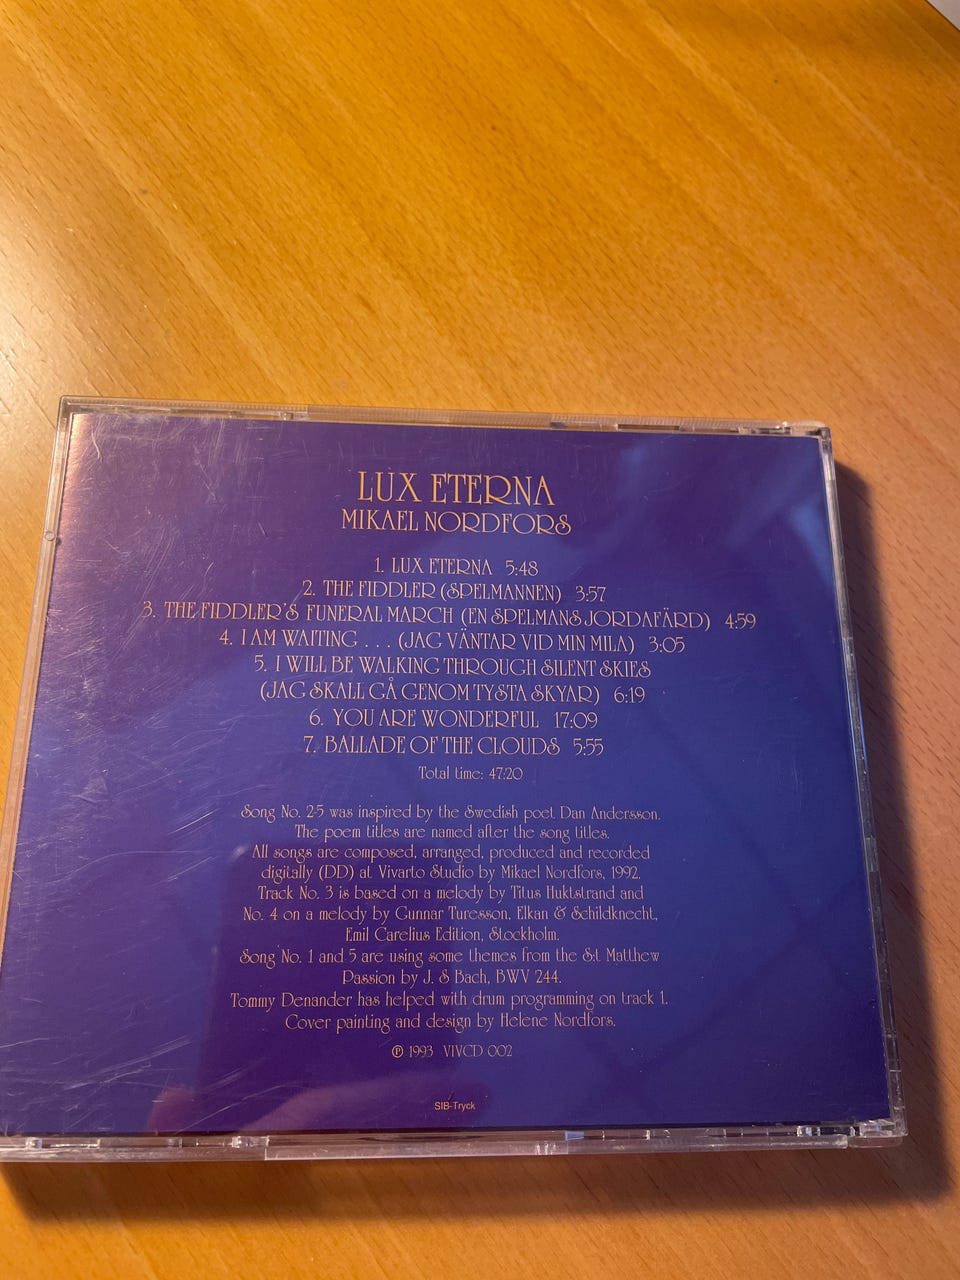 LUX ETERNA
MIKAEL NORDFORS
1. LUX ETERNA 5:48
2. THE FIDDLER (SPELMANNEN) 3:57
3. THE FIDDLER'S FUNERAL MARCH (EN SPELMANS JORDAFÄRD) 4:59
4. I AM WAITING . . . (JAG VÄNTAR VID MIN MILA) 3:05
5. I WILL BE WALKING THROUGH SILENT SKIES
(JAG SKALL GÅ GENOM TYSTA SKYAR) 6:19
6. YOU ARE WONDERFUL 17:09
7. BALLADE OF THE CLOUDS 5:55
Total time: 47:20
Song No. 2-5 was inspired by the Swedish poet Dan Andersson.
The poem titles are named after the song titles.
All songs are composed, arranged, produced and recorded
digitally (DD) at Vivarto Studio by Mikael Nordfors, 1992.
Track No. 3 is based on a melody by Titus Huktstrand and
No. 4 on a melody by Gunnar Turesson, Elkan & Schildknecht,
Emil Carelius Edition, Stockholm.
Song No. 1 and 5 are using some themes from the S:t Matthew
Passion by J. S Bach, BWV 244.
Tommy Denander has helped with drum programming on track 1.
Cover painting and design by Helene Nordfors.
℗ 1993 VIVCD 002
SIB-Tryck